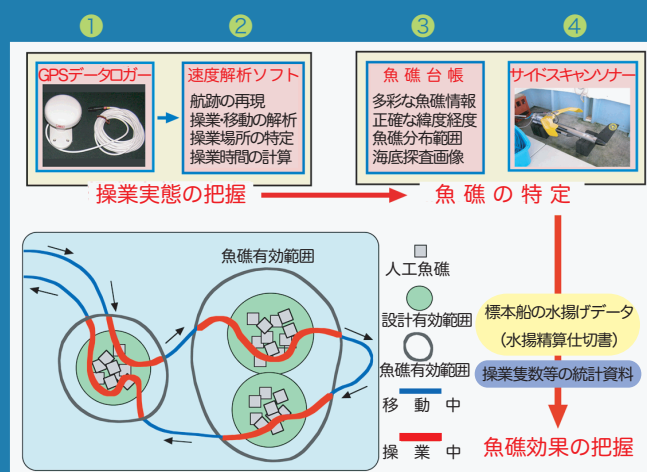 ① ② ③ ④
GPSデータロガー
速度解析ソフト
航跡の再現
操業・移動の解析
操業場所の特定
操業時間の計算
魚礁台帳
多彩な魚礁情報
正確な緯度経度
魚礁分布範囲
海底探査画像
サイドスキャンソナー
操業実態の把握
魚礁の特定
魚礁有効範囲
人工魚礁
設計有効範囲
魚礁有効範囲
移動中
操業中
標本船の水揚げデータ
（水揚精算仕切書）
操業隻数等の統計資料
魚礁効果の把握